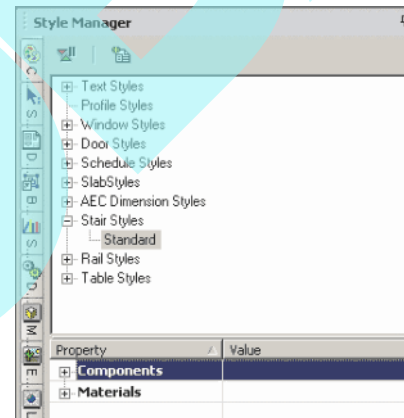 Style Manager
Text Styles
Profile Styles
Window Styles
Door Styles
Schedule Styles
SlabStyles
AEC Dimension Styles
Stair Styles
Standard
Rail Styles
Table Styles
Property
Value
Components
Materials
C.
S
D.
B
S
D.
M
E